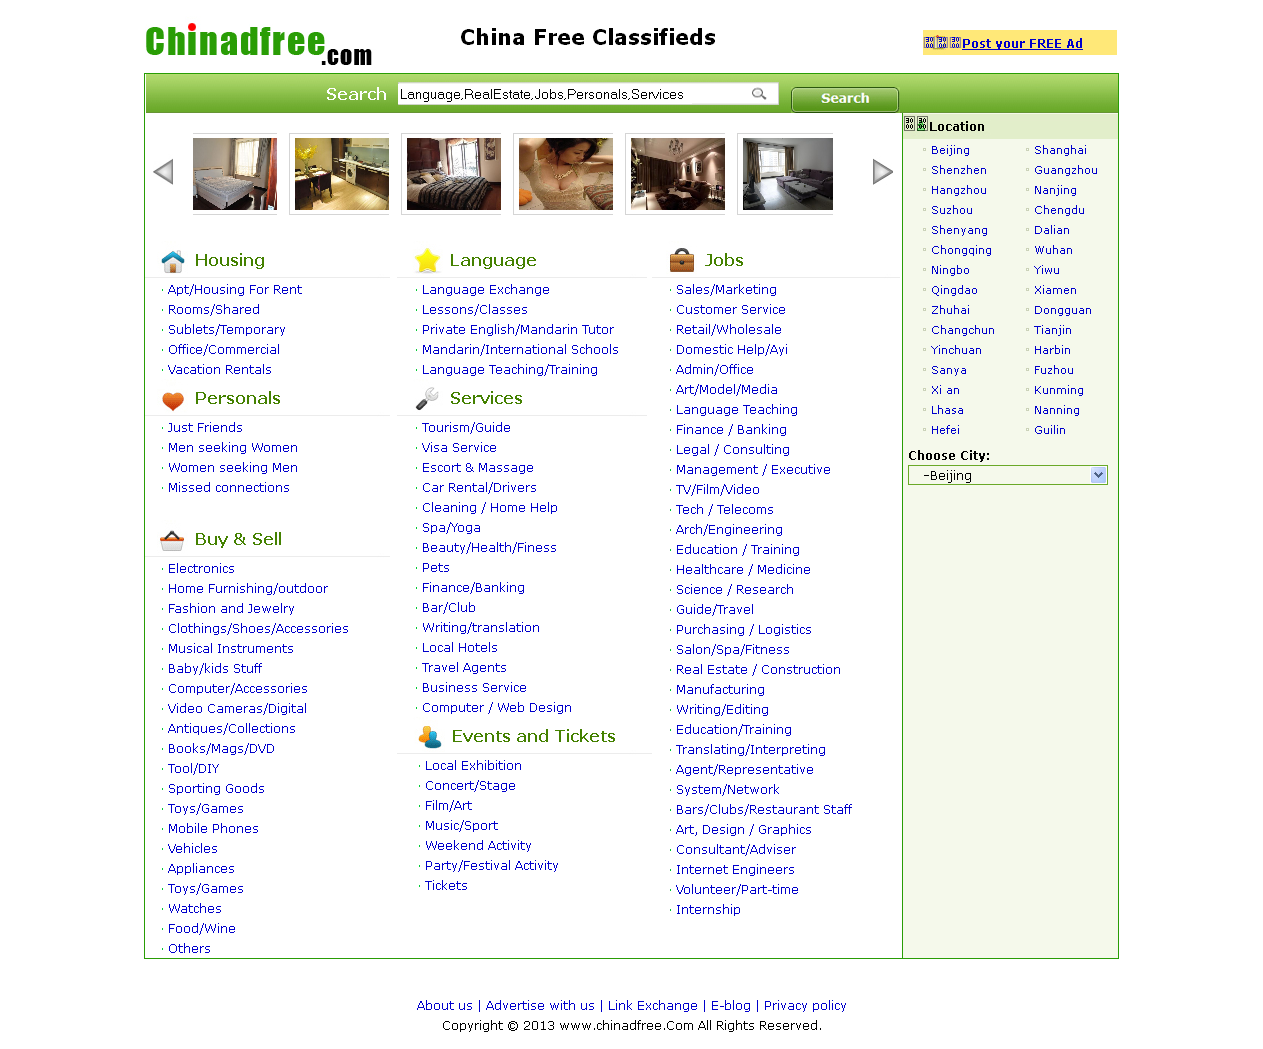 Chinadfree.com
China Free Classifieds
Post your FREE Ad
Search
Language,RealEstate,Jobs,Personals,Services
Search
Housing
· Apt/Housing For Rent
· Rooms/Shared
· Sublets/Temporary
· Office/Commercial
· Vacation Rentals
Personals
· Just Friends
· Men seeking Women
· Women seeking Men
· Missed connections
Buy & Sell
· Electronics
· Home Furnishing/outdoor
· Fashion and Jewelry
· Clothings/Shoes/Accessories
· Musical Instruments
· Baby/kids Stuff
· Computer/Accessories
· Video Cameras/Digital
· Antiques/Collections
· Books/Mags/DVD
· Tool/DIY
· Sporting Goods
· Toys/Games
· Mobile Phones
· Vehicles
· Appliances
· Toys/Games
· Watches
· Food/Wine
· Others
Language
· Language Exchange
· Lessons/Classes
· Private English/Mandarin Tutor
· Mandarin/International Schools
· Language Teaching/Training
Services
· Tourism/Guide
· Visa Service
· Escort & Massage
· Car Rental/Drivers
· Cleaning / Home Help
· Spa/Yoga
· Beauty/Health/Finess
· Pets
· Finance/Banking
· Bar/Club
· Writing/translation
· Local Hotels
· Travel Agents
· Business Service
· Computer / Web Design
Events and Tickets
· Local Exhibition
· Concert/Stage
· Film/Art
· Music/Sport
· Weekend Activity
· Party/Festival Activity
· Tickets
Jobs
· Sales/Marketing
· Customer Service
· Retail/Wholesale
· Domestic Help/Ayi
· Admin/Office
· Art/Model/Media
· Language Teaching
· Finance / Banking
· Legal / Consulting
· Management / Executive
· TV/Film/Video
· Tech / Telecoms
· Arch/Engineering
· Education / Training
· Healthcare / Medicine
· Science / Research
· Guide/Travel
· Purchasing / Logistics
· Salon/Spa/Fitness
· Real Estate / Construction
· Manufacturing
· Writing/Editing
· Education/Training
· Translating/Interpreting
· Agent/Representative
· System/Network
· Bars/Clubs/Restaurant Staff
· Art, Design / Graphics
· Consultant/Adviser
· Internet Engineers
· Volunteer/Part-time
· Internship
Location
Beijing Shanghai
Shenzhen Guangzhou
Hangzhou Nanjing
Suzhou Chengdu
Shenyang Dalian
Chongqing Wuhan
Ningbo Yiwu
Qingdao Xiamen
Zhuhai Dongguan
Changchun Tianjin
Yinchuan Harbin
Sanya Fuzhou
Xi an Kunming
Lhasa Nanning
Hefei Guilin
Choose City:
-Beijing
About us | Advertise with us | Link Exchange | E-blog | Privacy policy
Copyright © 2013 www.chinadfree.Com All Rights Reserved.